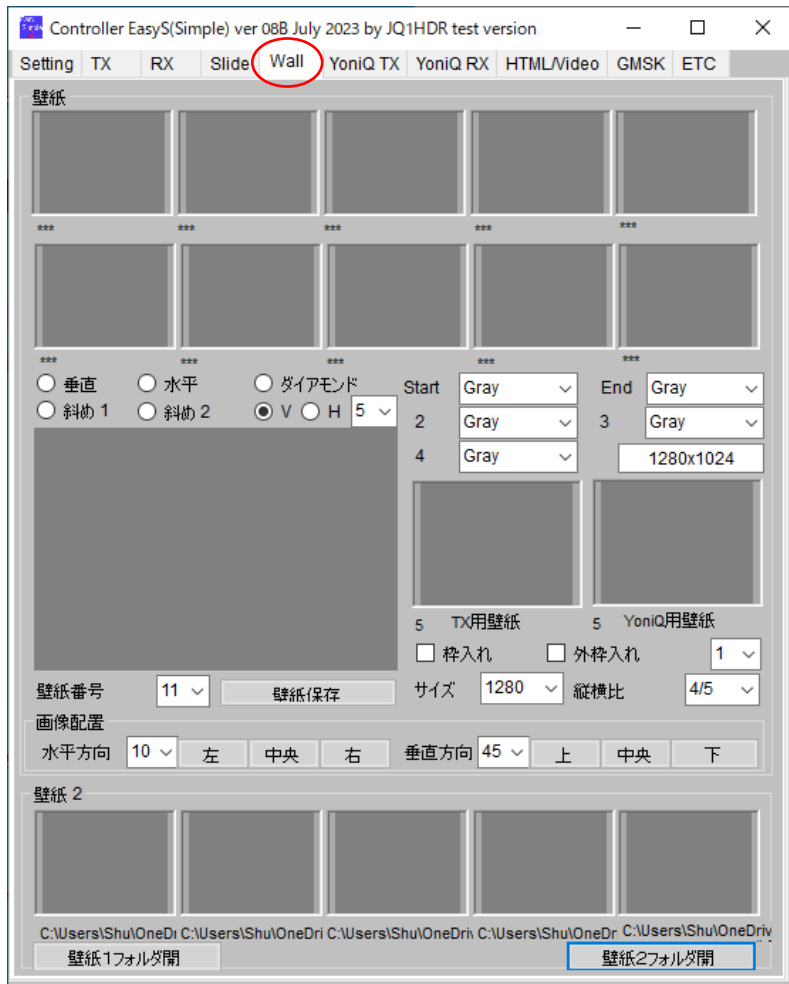 Controller EasyS(Simple) ver 08B July 2023 by JQ1HDR test version
Setting TX RX Slide Wall YoniQ TX YoniQ RX HTML/Video GMSK ETC
壁紙
*** *** *** *** ***
*** *** *** *** ***
垂直 水平 ダイアモンド Start Gray End Gray
斜め 1 斜め 2 V H 5 2 Gray 3 Gray
4 Gray 1280x1024
5 TX用壁紙 5 YoniQ用壁紙
枠入れ 外枠入れ 1
壁紙番号 11 壁紙保存 サイズ 1280 縦横比 4/5
画像配置
水平方向 10 左 中央 右 垂直方向 45 上 中央 下
壁紙 2
C:\Users\Shu\OneDri C:\Users\Shu\OneDri C:\Users\Shu\OneDriv C:\Users\Shu\OneDr C:\Users\Shu\OneDriv
壁紙1フォルダ開 壁紙2フォルダ開